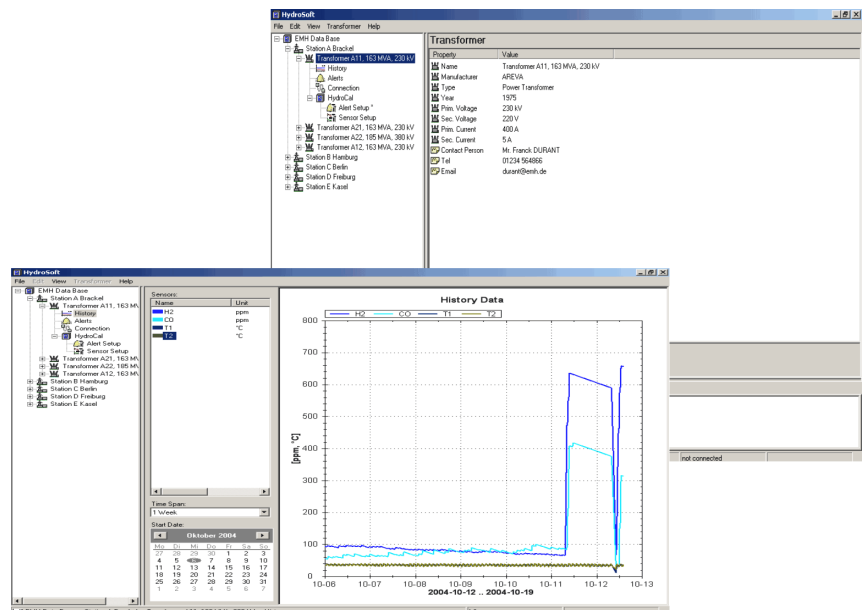 HydroSoft
File Edit View Transformer Help
EMH Data Base
Station A Brackel
Transformer A11, 163 MVA, 230 kV
History
Alerts
Connection
HydroCal
Alert Setup *
Sensor Setup
Transformer A21, 163 MVA, 230 kV
Transformer A22, 185 MVA, 380 kV
Transformer A12, 163 MVA, 230 kV
Station B Hamburg
Station C Berlin
Station D Freiburg
Station E Kasel
Transformer
Property Value
Name Transformer A11, 163 MVA, 230 kV
Manufacturer AREVA
Type Power Transformer
Year 1975
Prim. Voltage 230 kV
Sec. Voltage 220 V
Prim. Current 400 A
Sec. Current 5 A
Contact Person Mr. Franck DURANT
Tel 01234 564866
Email durant@emh.de
not connected
HydroSoft
File Edit View Transformer Help
EMH Data Base
Station A Brackel
Transformer A11, 163 M
History
Alerts
Connection
HydroCal
Alert Setup
Sensor Setup
Transformer A21, 163 M
Transformer A22, 185 M
Transformer A12, 163 M
Station B Hamburg
Station C Berlin
Station D Freiburg
Station E Kasel
Sensors:
Name Unit
H2 ppm
CO ppm
T1 °C
T2 °C
Time Span:
1 Week
Start Date:
Oktober 2004
Mo Di Mi Do Fr Sa So
27 28 29 30 1 2 3
4 5 6 7 8 9 10
11 12 13 14 15 16 17
18 19 20 21 22 23 24
25 26 27 28 29 30 31
1 2 3 4 5 6 7
History Data
H2 CO T1 T2
800
700
600
500
400
300
200
100
0
[ppm, °C]
10-06 10-07 10-08 10-09 10-10 10-11 10-12 10-13
2004-10-12 .. 2004-10-19